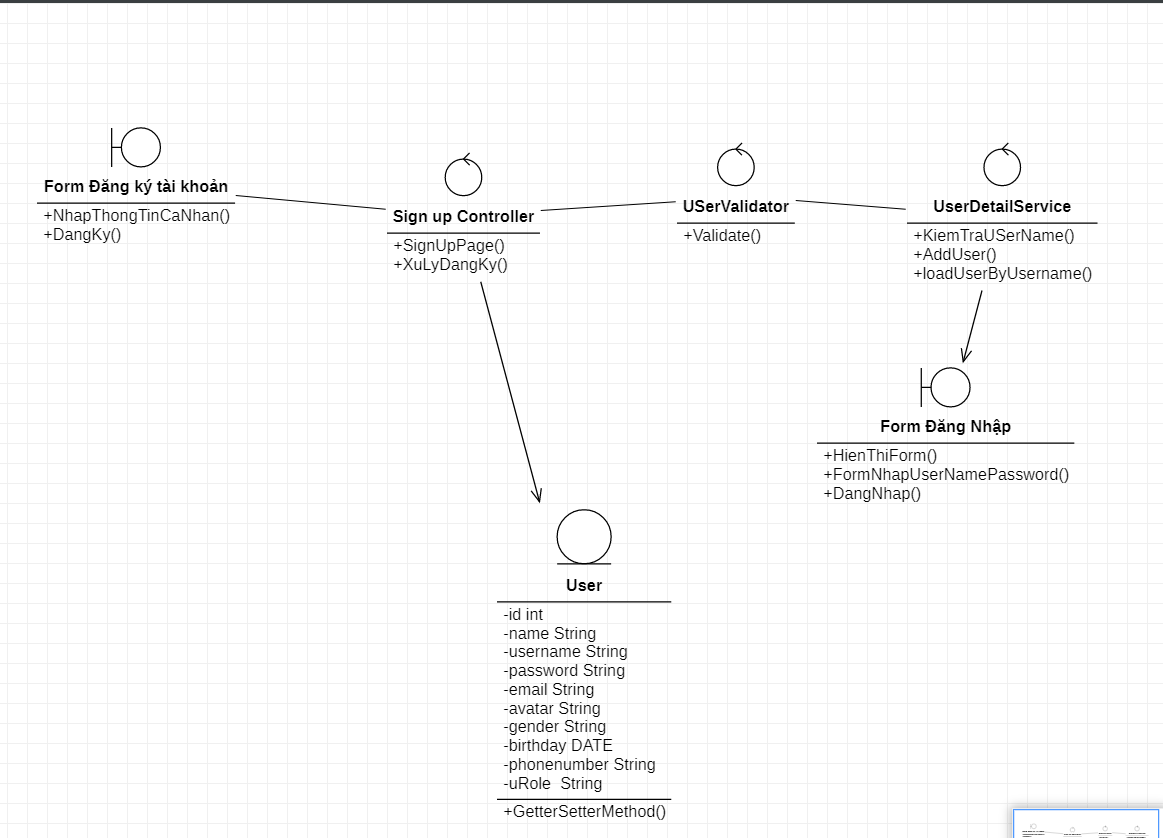 Form Đăng ký tài khoản
+NhapThongTinCaNhan()
+DangKy()
Sign up Controller
+SignUpPage()
+XuLyDangKy()
USerValidator
+Validate()
UserDetailService
+KiemTraUSerName()
+AddUser()
+loadUserByUsername()
Form Đăng Nhập
+HienThiForm()
+FormNhapUserNamePassword()
+DangNhap()
User
-id int
-name String
-username String
-password String
-email String
-avatar String
-gender String
-birthday DATE
-phonenumber String
-uRole  String
+GetterSetterMethod()